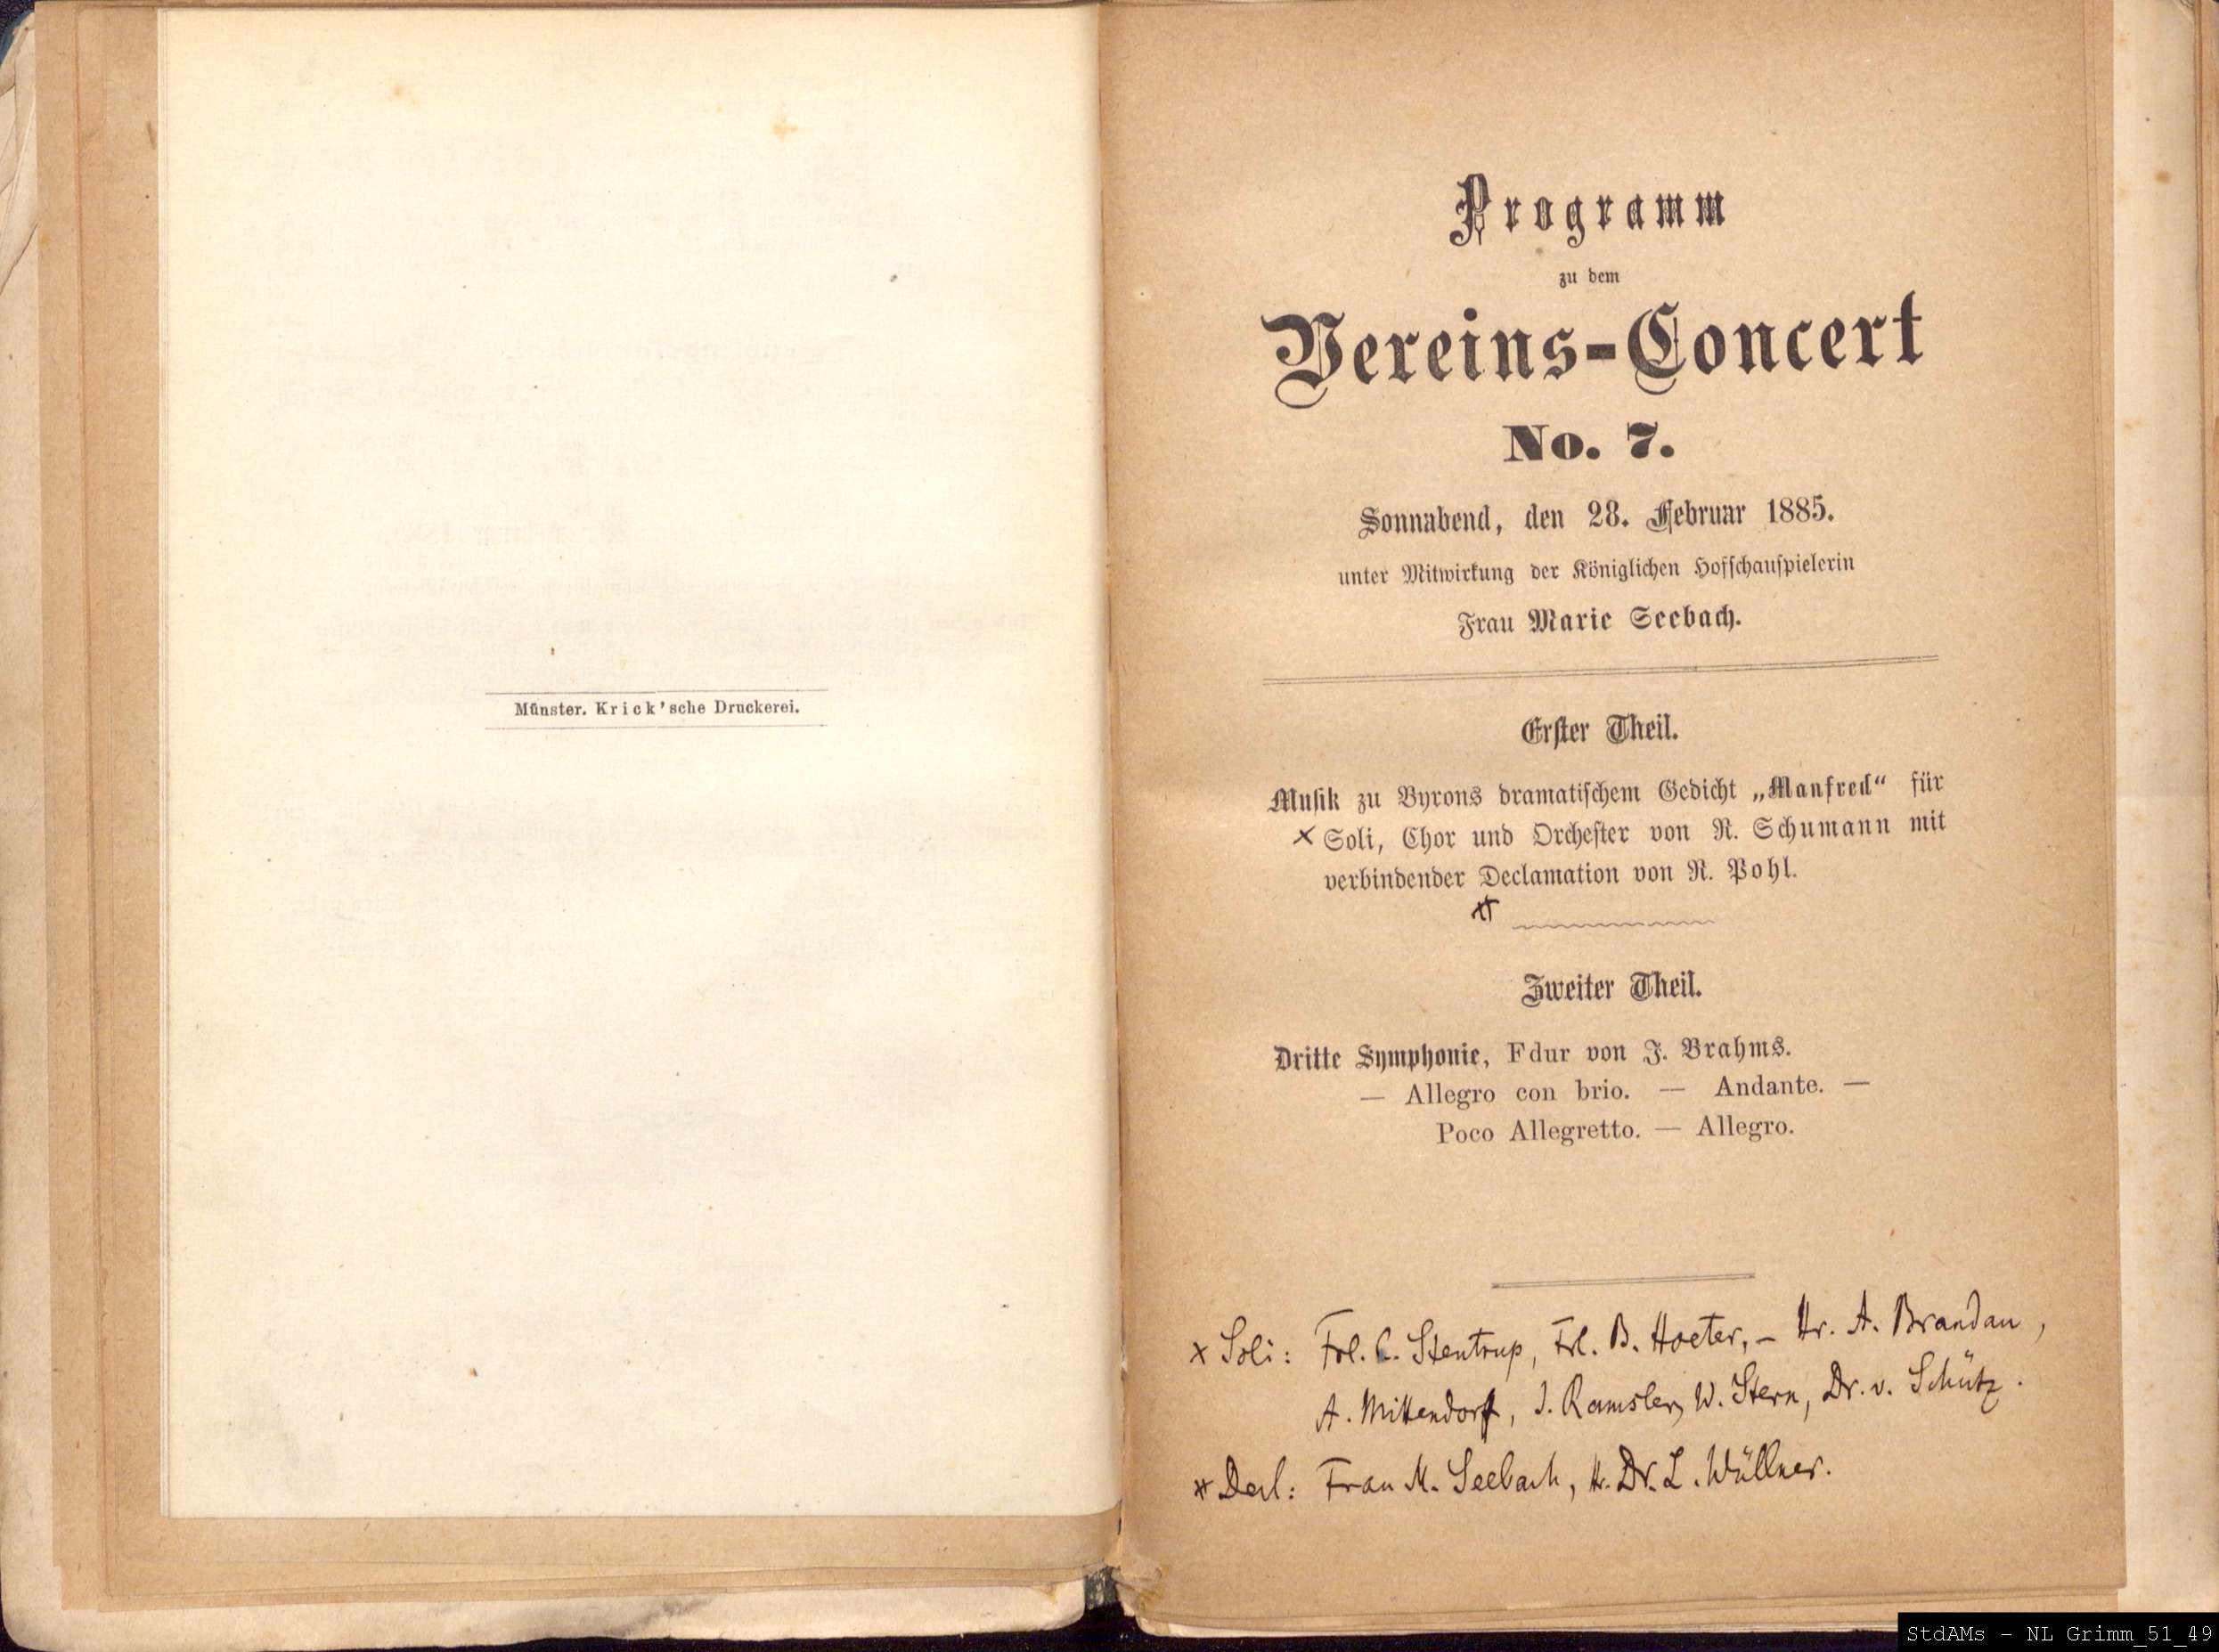 Münster. Krick'sche Druckerei.
Programm
zu dem
Vereins-Concert
No. 7.
Sonnabend, den 28. Februar 1885.
unter Mitwirkung der Königlichen Hofschauspielerin
Frau Marie Seebach.
Erster Theil.
Musik zu Byrons dramatischem Gedicht „Manfred“ für
× Soli, Chor und Orchester von R. Schumann mit
verbindender Declamation von R. Pohl.
Zweiter Theil.
Dritte Symphonie, Fdur von J. Brahms.
— Allegro con brio. — Andante. —
Poco Allegretto. — Allegro.
× Soli: Frl. C. Stentrup, Frl. B. Hoeter, – Hr. A. Brandau,
A. Mittendorf, J. Ramsler, W. Stern, Dr. v. Schütz.
Decl: Frau M. Seebach, H. Dr. L. Wüllner.
StdAMs - NL Grimm_51_49